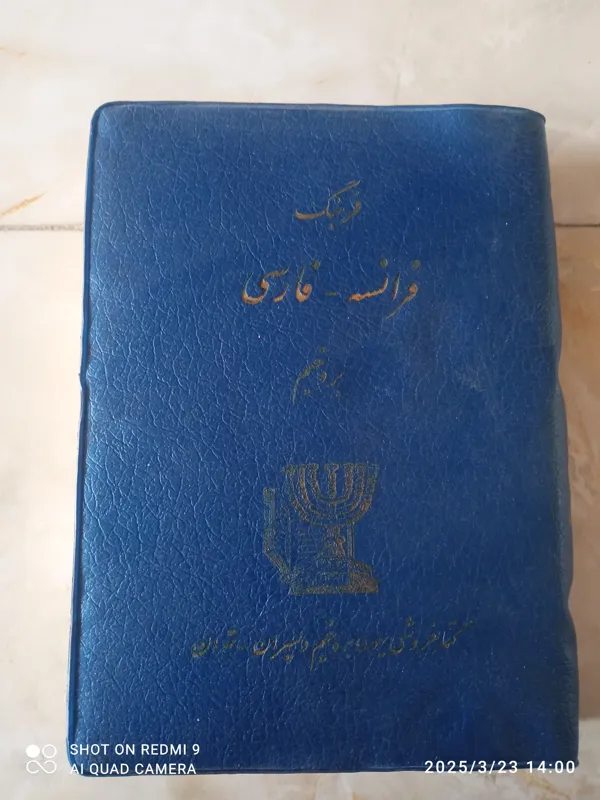 فرهنگ
فرانسه - فارسی
بروخیم
کتابفروشی یهودا بروخیم و پسران - تهران
SHOT ON REDMI 9
AI QUAD CAMERA
2025/3/23 14:00